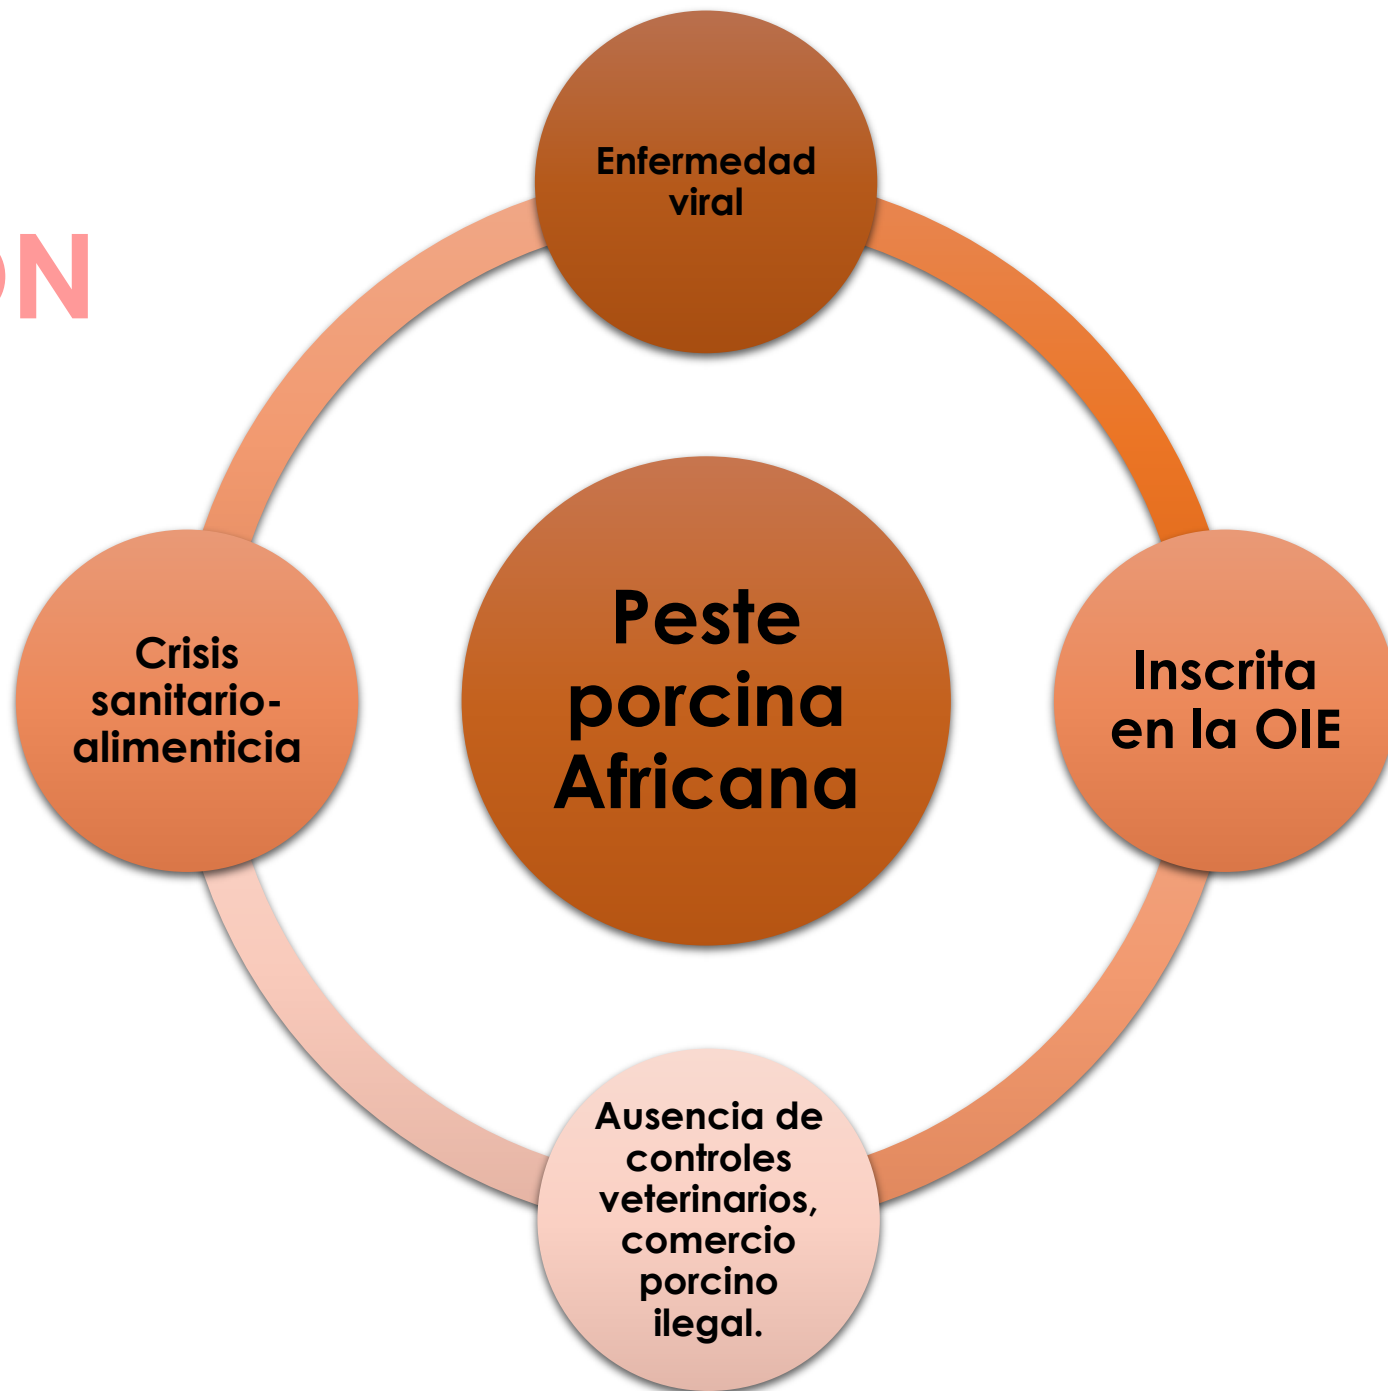 ÓN
Enfermedad
viral
Peste
porcina
Africana
Crisis
sanitario-
alimenticia
Inscrita
en la OIE
Ausencia de
controles
veterinarios,
comercio
porcino
ilegal.